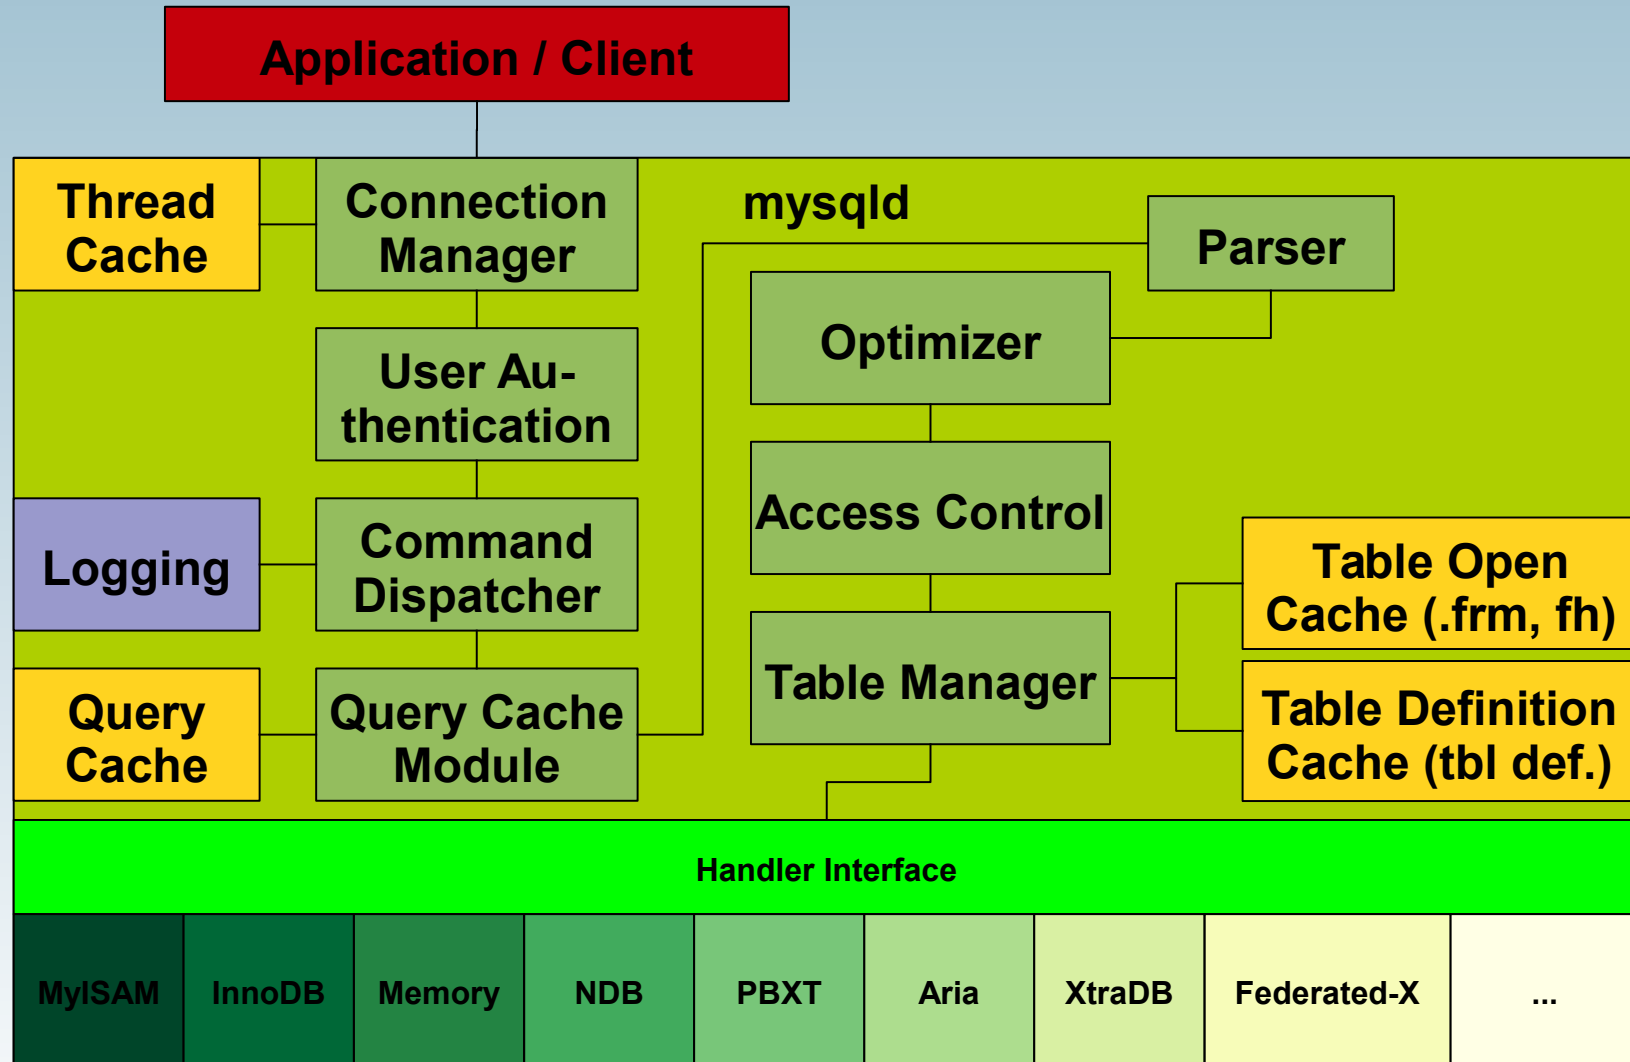 Application / Client
Thread
Cache
Connection
Manager
mysqld
Parser
Optimizer
User Au-
thentication
Access Control
Logging
Command
Dispatcher
Table Open
Cache (.frm, fh)
Table Manager
Query
Cache
Query Cache
Module
Table Definition
Cache (tbl def.)
Handler Interface
MyISAM
InnoDB
Memory
NDB
PBXT
Aria
XtraDB
Federated-X
...